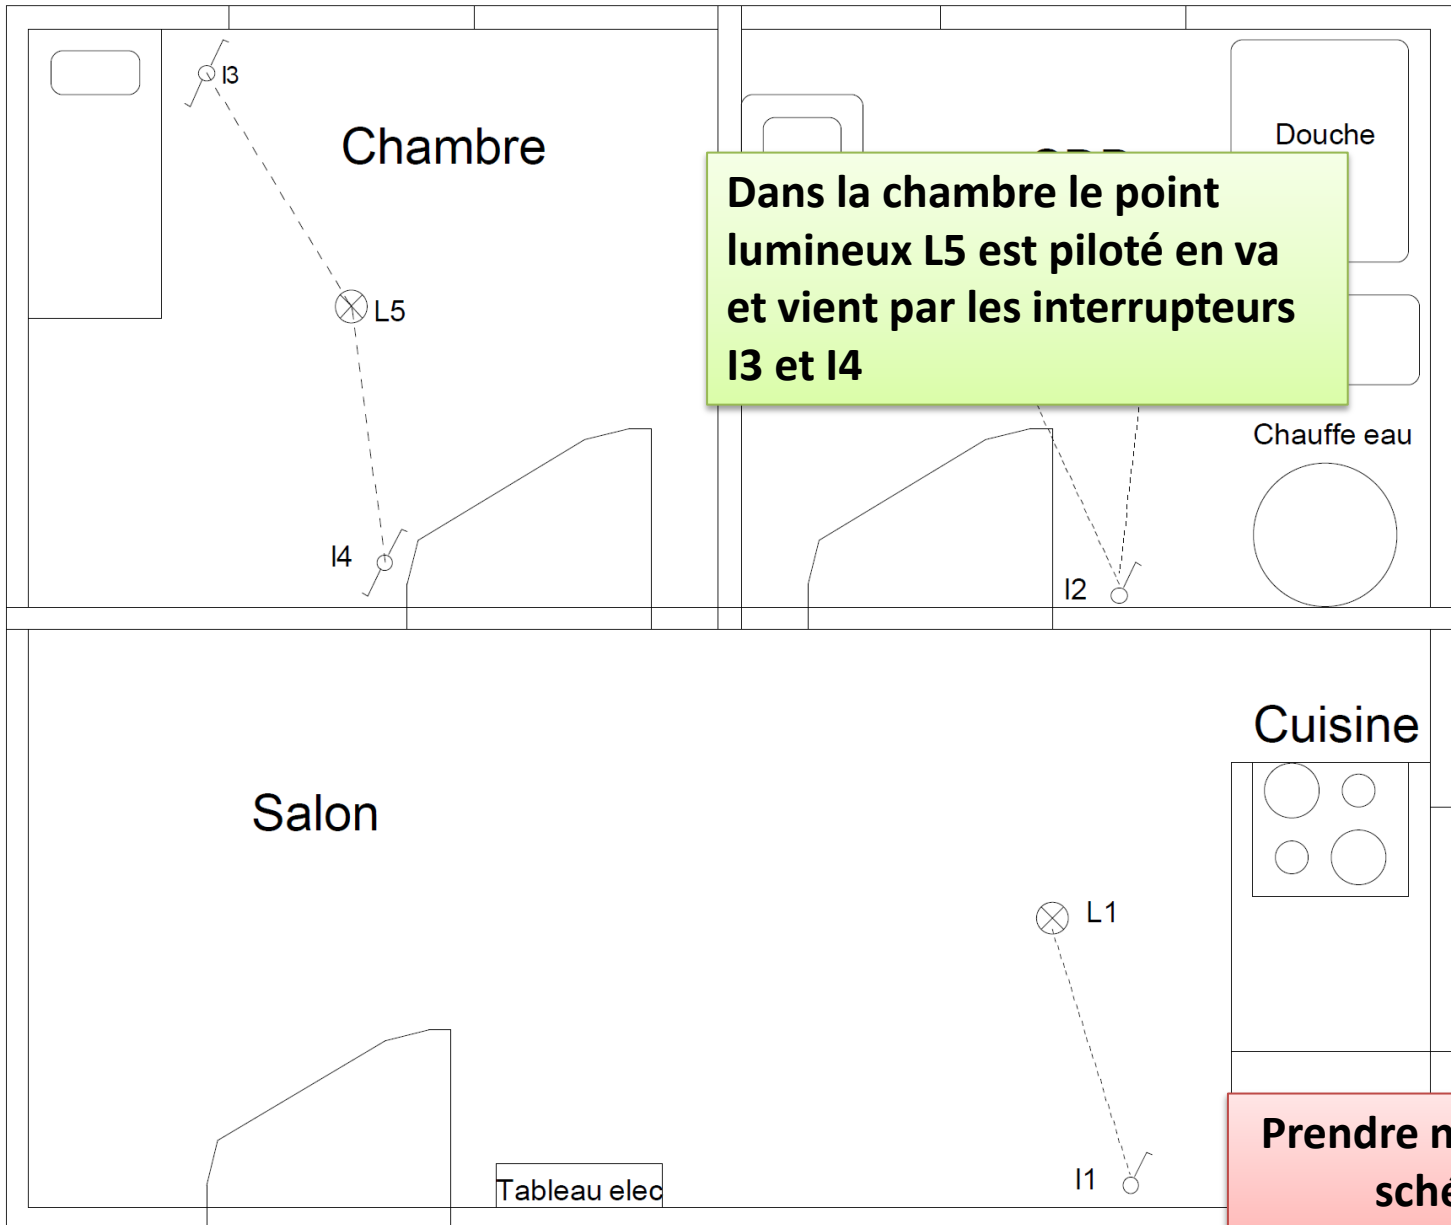 I3
Chambre
Douche
Dans la chambre le point
lumineux L5 est piloté en va
et vient par les interrupteurs
I3 et I4
L5
Chauffe eau
I4
I2
Cuisine
Salon
L1
Prendre
I1
Tableau elec